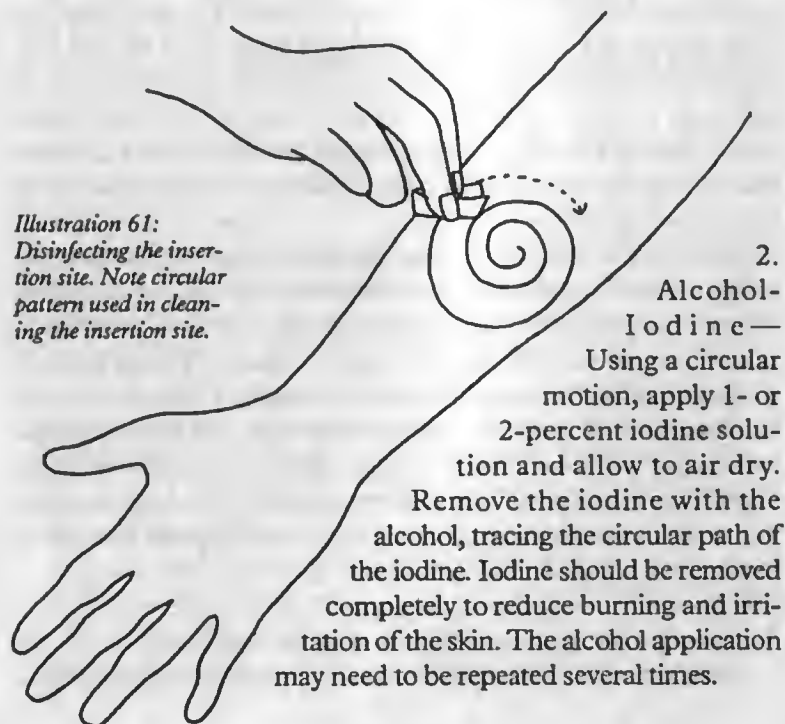 Illustration 61:
Disinfecting the inser-
tion site. Note circular
pattern used in clean-
ing the insertion site.
2.
Alcohol-
Iodine—
Using a circular
motion, apply 1- or
2-percent iodine solu-
tion and allow to air dry.
Remove the iodine with the
alcohol, tracing the circular path of
the iodine. Iodine should be removed
completely to reduce burning and irri-
tation of the skin. The alcohol application
may need to be repeated several times.